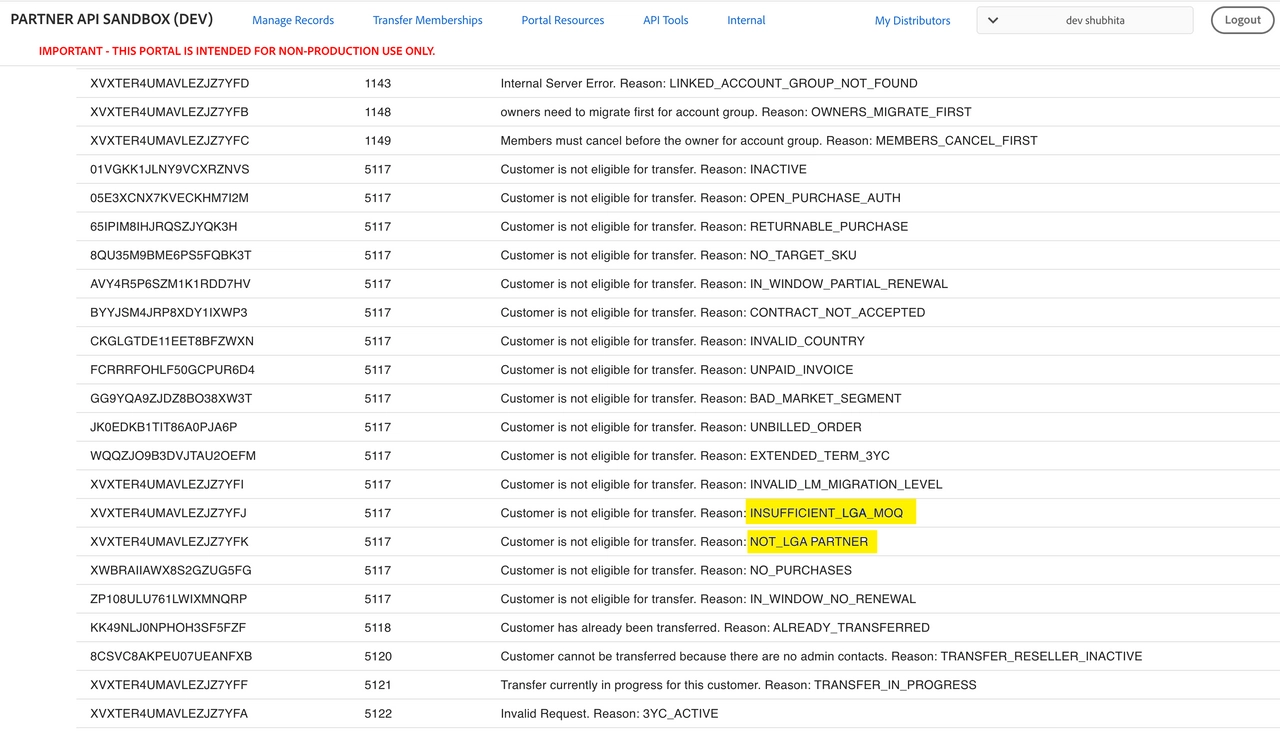 PARTNER API SANDBOX (DEV) Manage Records Transfer Memberships Portal Resources API Tools Internal My Distributors dev shubhita Logout
IMPORTANT - THIS PORTAL IS INTENDED FOR NON-PRODUCTION USE ONLY.
XVXTER4UMAVLEZJZ7YFD 1143 Internal Server Error. Reason: LINKED_ACCOUNT_GROUP_NOT_FOUND
XVXTER4UMAVLEZJZ7YFB 1148 owners need to migrate first for account group. Reason: OWNERS_MIGRATE_FIRST
XVXTER4UMAVLEZJZ7YFC 1149 Members must cancel before the owner for account group. Reason: MEMBERS_CANCEL_FIRST
01VGKK1JLNY9VCXRZNVS 5117 Customer is not eligible for transfer. Reason: INACTIVE
05E3XCNX7KVECKHM7I2M 5117 Customer is not eligible for transfer. Reason: OPEN_PURCHASE_AUTH
65IPIM8IHJRQSZJYQK3H 5117 Customer is not eligible for transfer. Reason: RETURNABLE_PURCHASE
8QU35M9BME6PS5FQBK3T 5117 Customer is not eligible for transfer. Reason: NO_TARGET_SKU
AVY4R5P6SZM1K1RDD7HV 5117 Customer is not eligible for transfer. Reason: IN_WINDOW_PARTIAL_RENEWAL
BYYJSM4JRP8XDY1IXWP3 5117 Customer is not eligible for transfer. Reason: CONTRACT_NOT_ACCEPTED
CKGLGTDE11EET8BFZWXN 5117 Customer is not eligible for transfer. Reason: INVALID_COUNTRY
FCRRRFOHLF50GCPUR6D4 5117 Customer is not eligible for transfer. Reason: UNPAID_INVOICE
GG9YQA9ZJDZ8BO38XW3T 5117 Customer is not eligible for transfer. Reason: BAD_MARKET_SEGMENT
JK0EDKB1TIT86A0PJA6P 5117 Customer is not eligible for transfer. Reason: UNBILLED_ORDER
WQQZJO9B3DVJTAU2OEFM 5117 Customer is not eligible for transfer. Reason: EXTENDED_TERM_3YC
XVXTER4UMAVLEZJZ7YFI 5117 Customer is not eligible for transfer. Reason: INVALID_LM_MIGRATION_LEVEL
XVXTER4UMAVLEZJZ7YFJ 5117 Customer is not eligible for transfer. Reason: INSUFFICIENT_LGA_MOQ
XVXTER4UMAVLEZJZ7YFK 5117 Customer is not eligible for transfer. Reason: NOT_LGA PARTNER
XWBRAIIAWX8S2GZUG5FG 5117 Customer is not eligible for transfer. Reason: NO_PURCHASES
ZP108ULU761LWIXMNQRP 5117 Customer is not eligible for transfer. Reason: IN_WINDOW_NO_RENEWAL
KK49NLJ0NPHOH3SF5FZF 5118 Customer has already been transferred. Reason: ALREADY_TRANSFERRED
8CSVC8AKPEU07UEANFXB 5120 Customer cannot be transferred because there are no admin contacts. Reason: TRANSFER_RESELLER_INACTIVE
XVXTER4UMAVLEZJZ7YFF 5121 Transfer currently in progress for this customer. Reason: TRANSFER_IN_PROGRESS
XVXTER4UMAVLEZJZ7YFA 5122 Invalid Request. Reason: 3YC_ACTIVE